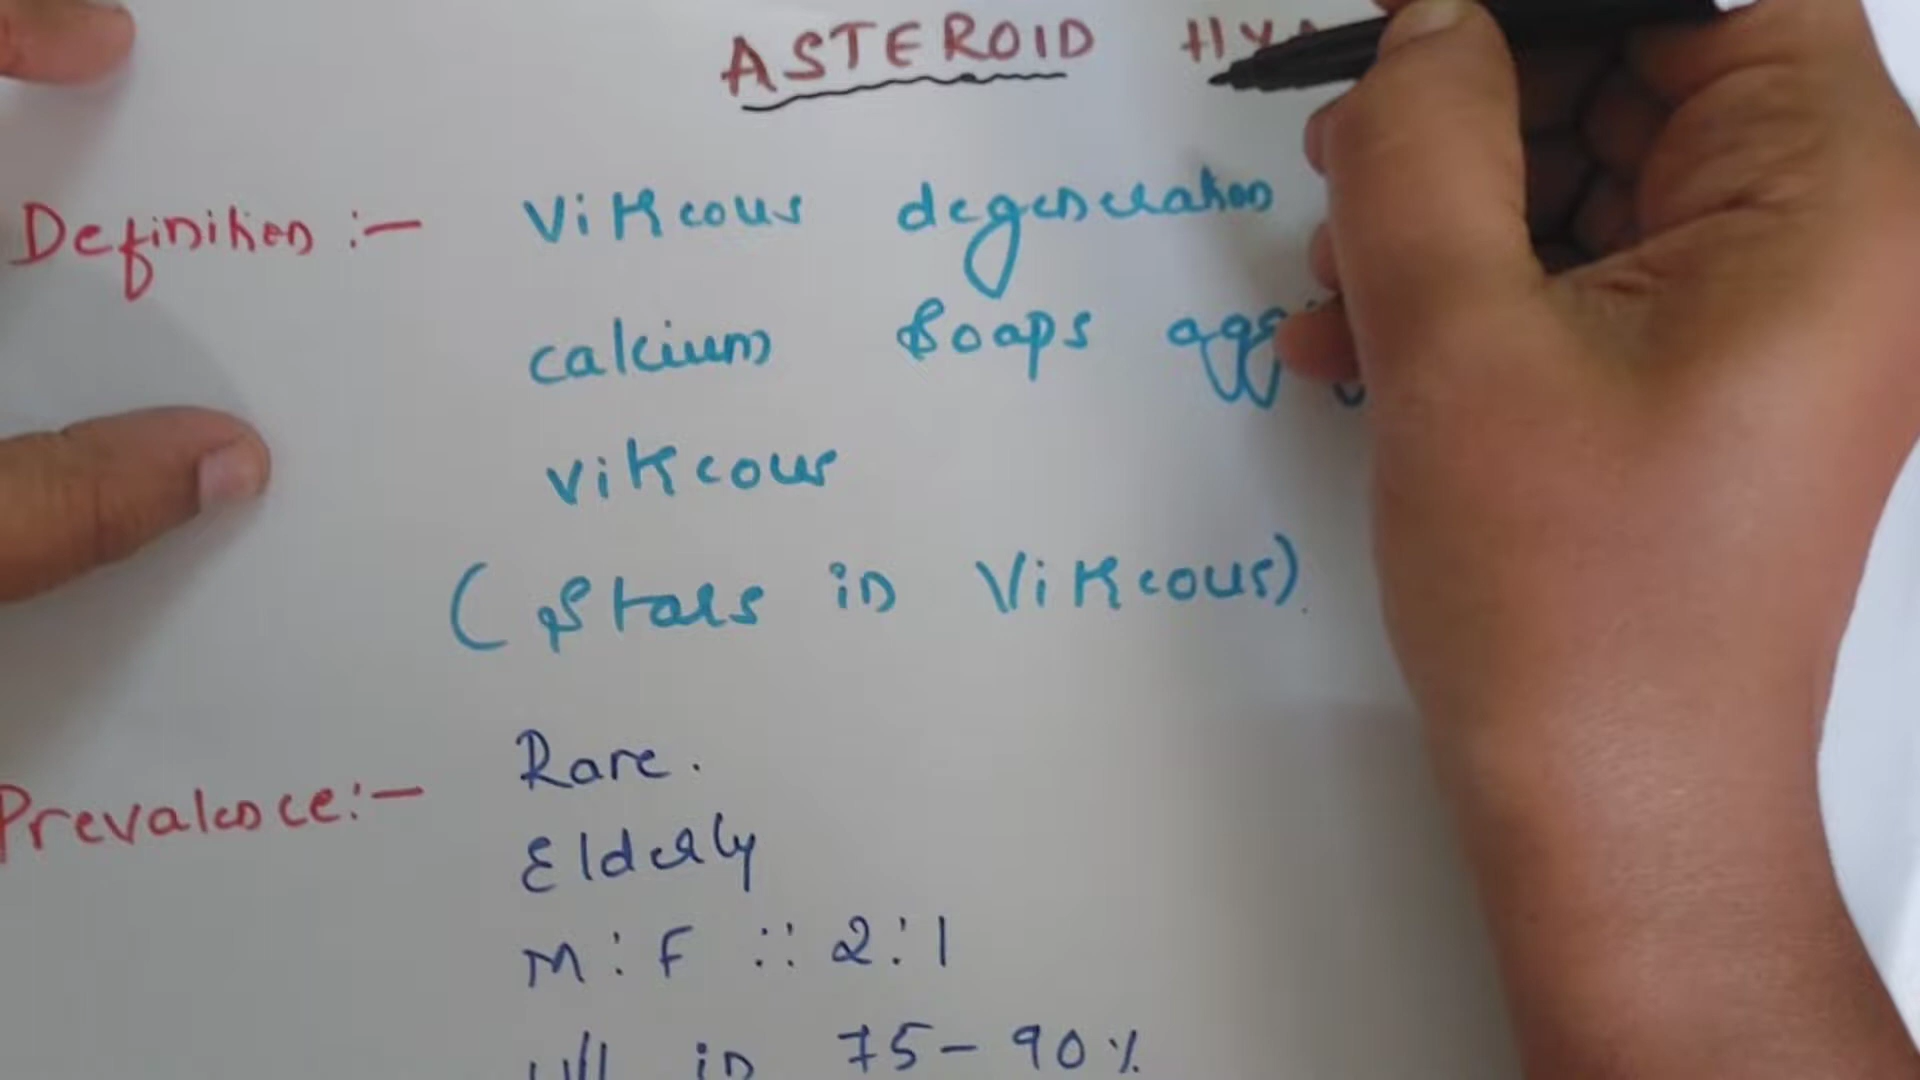 ASTEROID
Definition :-
Vitreous degeneration
calcium soaps
vitreous
(Stars in Vitreous).
Prevalence:-
Rare.
Elderly
M : F :: 2:1
U/l in 75-90%